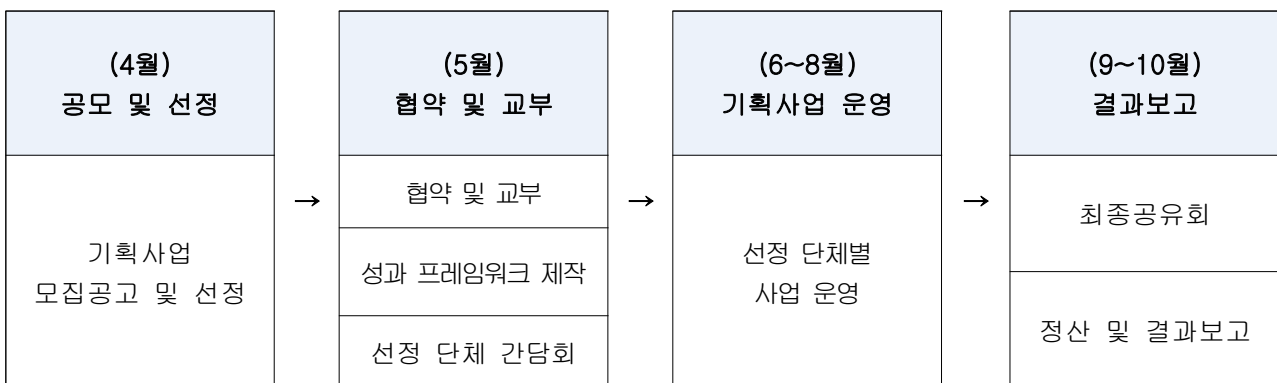 (4월)
공모 및 선정
기획사업
모집공고 및 선정
→
(5월)
협약 및 교부
협약 및 교부
성과 프레임워크 제작
선정 단체 간담회
→
(6~8월)
기획사업 운영
선정 단체별
사업 운영
→
(9~10월)
결과보고
최종공유회
정산 및 결과보고